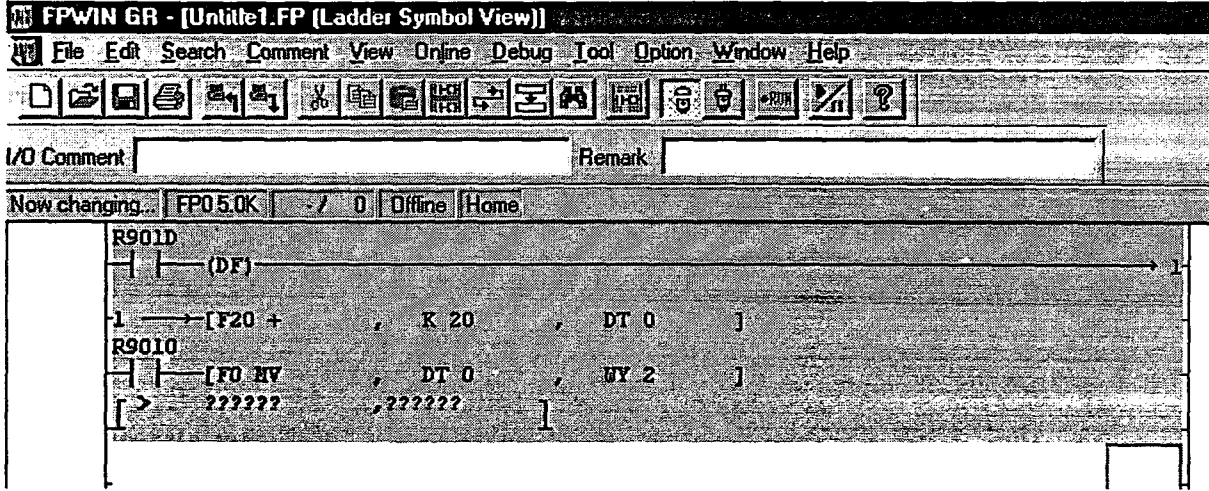 FPWIN GR - [Untitle1.FP (Ladder Symbol View)]
File Edit Search Comment View Online Debug Tool Option Window Help
I/O Comment Remark
Now changing... FP0 5.0K - / 0 Offline Home
R901D
(DF) 1
1 [F20 + , K 20 , DT 0 ]
R9010
[F0 MV , DT 0 , WY 2 ]
[ > ?????? ,?????? ]